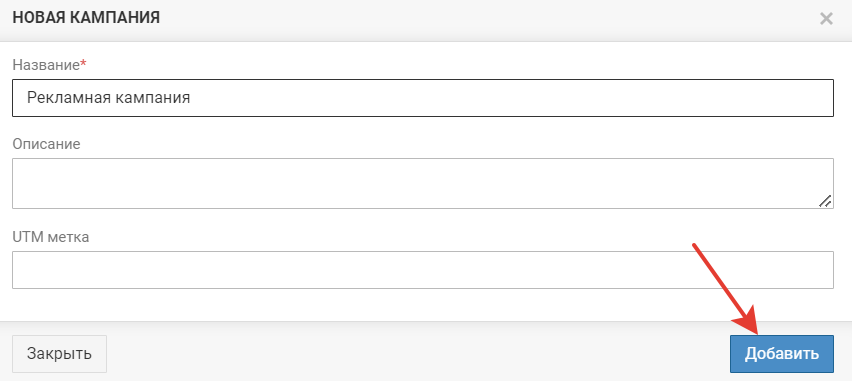 НОВАЯ КАМПАНИЯ
Название*
Рекламная кампания
Описание
UTM метка
Закрыть
Добавить